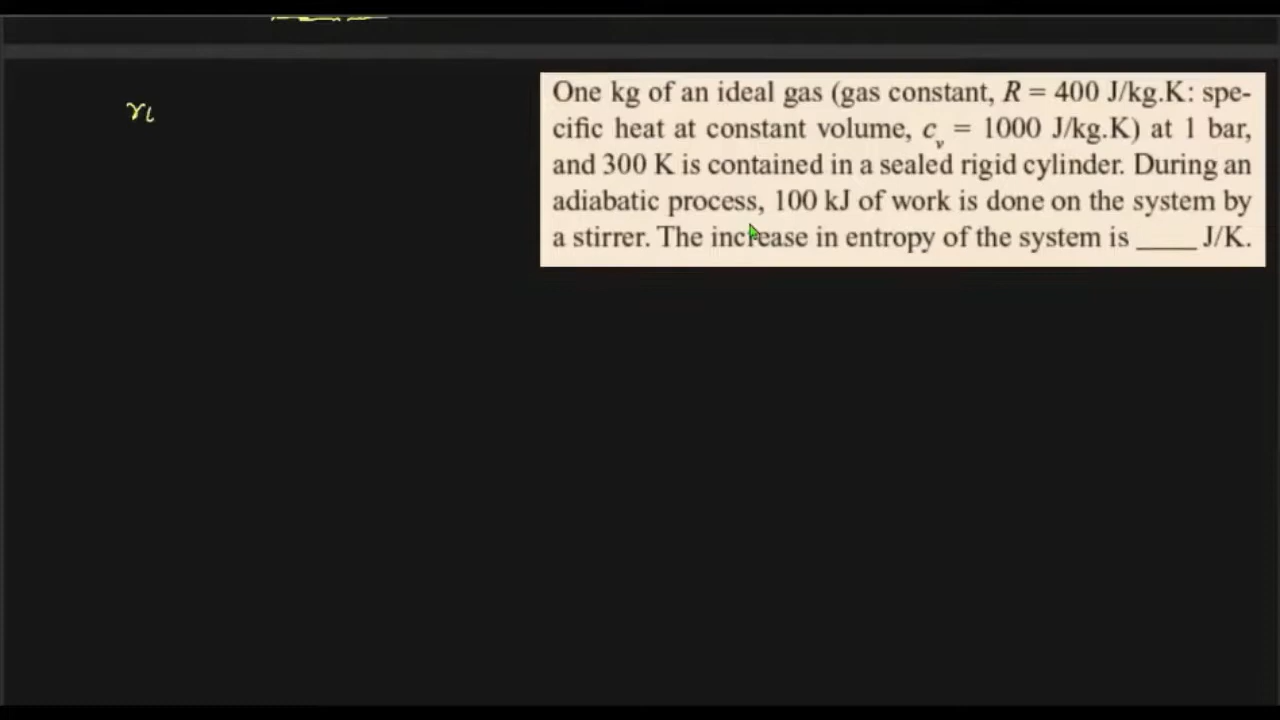 One kg of an ideal gas (gas constant, R = 400 J/kg.K: spe-
cific heat at constant volume, cv = 1000 J/kg.K) at 1 bar,
and 300 K is contained in a sealed rigid cylinder. During an
adiabatic process, 100 kJ of work is done on the system by
a stirrer. The increase in entropy of the system is ____ J/K.